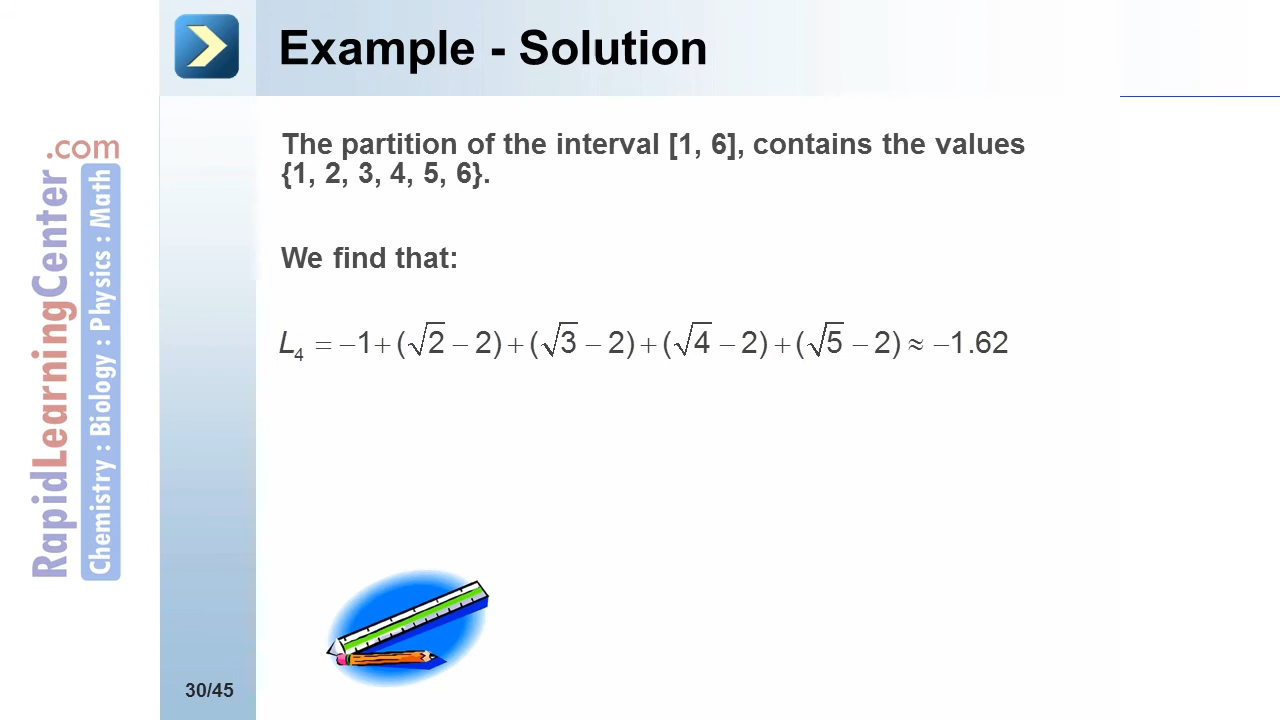 Example - Solution
The partition of the interval [1, 6], contains the values
{1, 2, 3, 4, 5, 6}.
We find that:
L₄ = −1 + (√2 − 2) + (√3 − 2) + (√4 − 2) + (√5 − 2) ≈ −1.62
RapidLearningCenter.com
Chemistry : Biology : Physics : Math
30/45